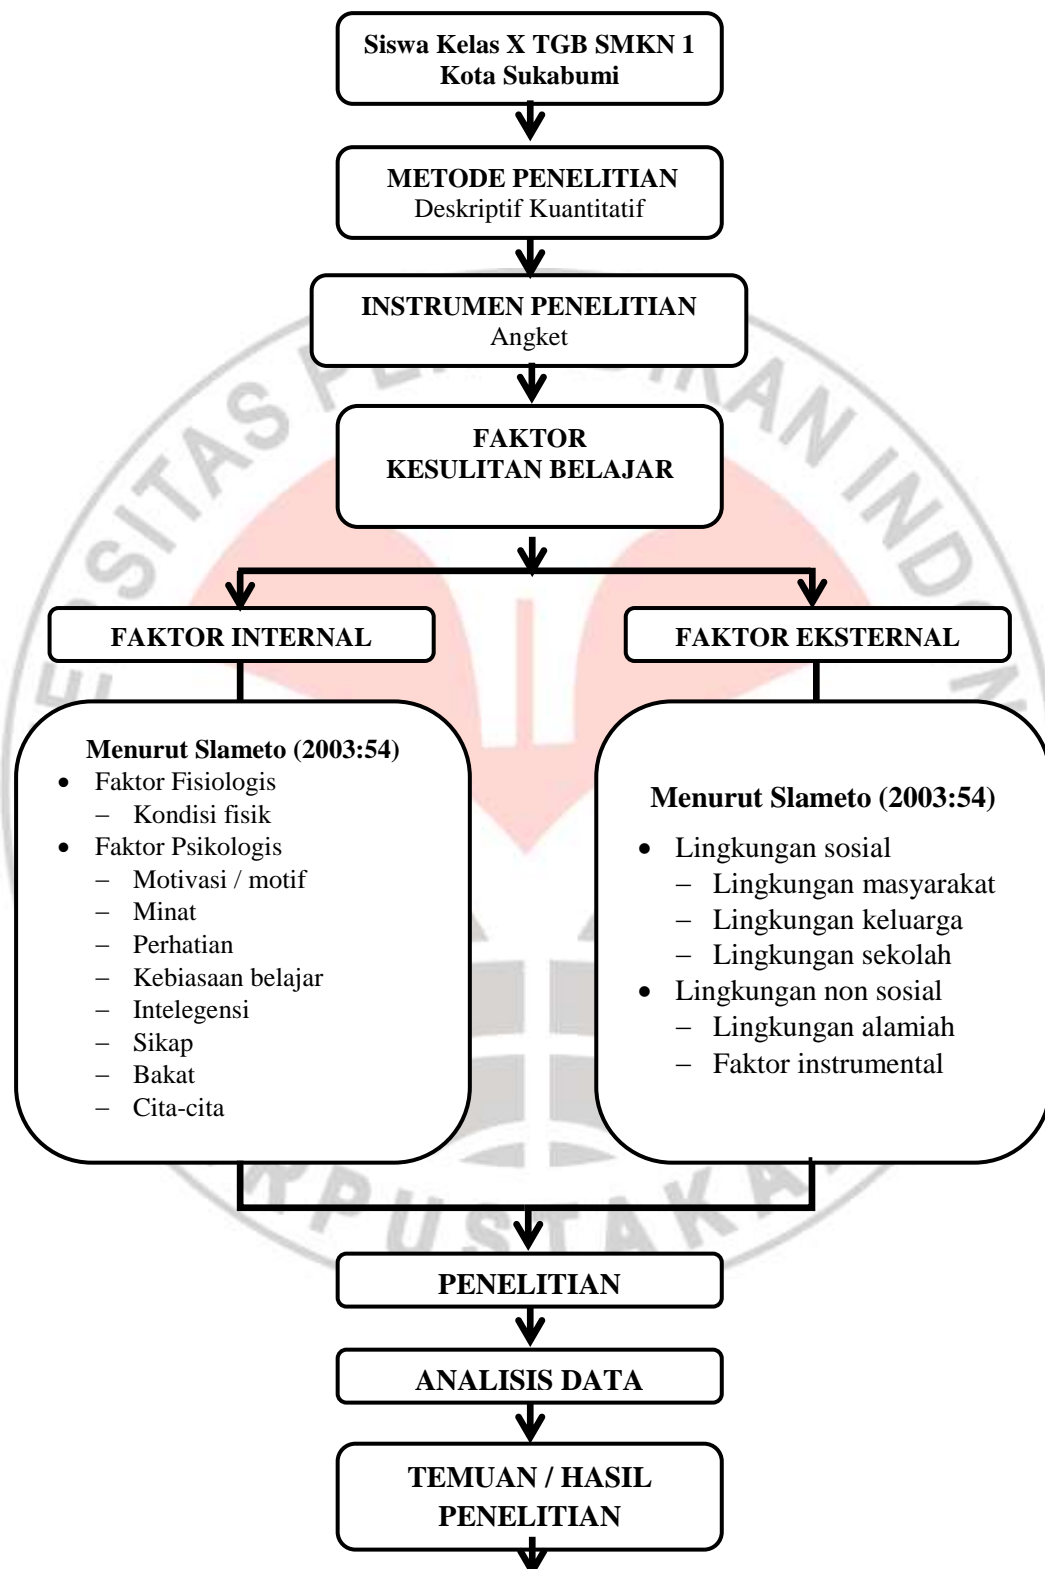 Siswa Kelas X TGB SMKN 1
Kota Sukabumi
METODE PENELITIAN
Deskriptif Kuantitatif
INSTRUMEN PENELITIAN
Angket
FAKTOR
KESULITAN BELAJAR
FAKTOR INTERNAL
FAKTOR EKSTERNAL
Menurut Slameto (2003:54)
• Faktor Fisiologis
– Kondisi fisik
• Faktor Psikologis
– Motivasi / motif
– Minat
– Perhatian
– Kebiasaan belajar
– Intelegensi
– Sikap
– Bakat
– Cita-cita
Menurut Slameto (2003:54)
• Lingkungan sosial
– Lingkungan masyarakat
– Lingkungan keluarga
– Lingkungan sekolah
• Lingkungan non sosial
– Lingkungan alamiah
– Faktor instrumental
PENELITIAN
ANALISIS DATA
TEMUAN / HASIL
PENELITIAN